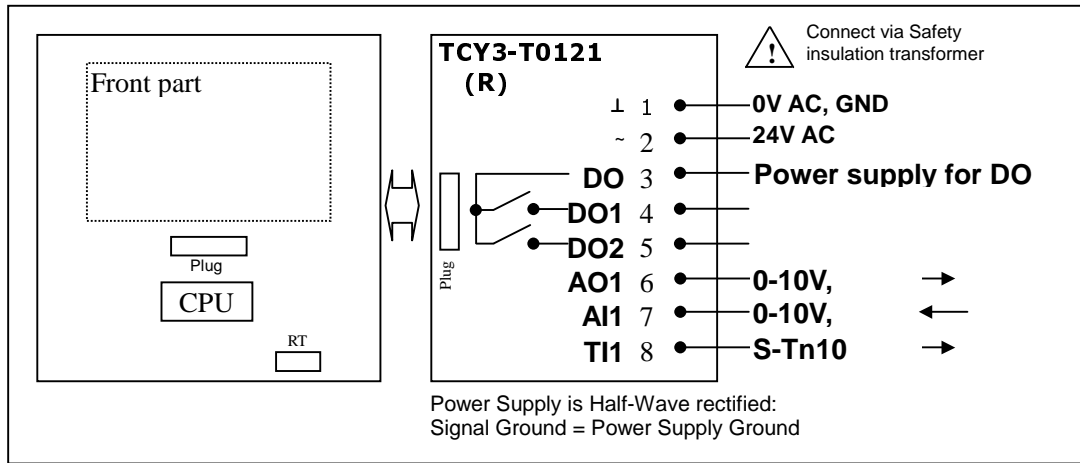 Front part
Plug
CPU
RT
TCY3-T0121
(R)
Plug
⊥ 1
~ 2
DO 3
DO1 4
DO2 5
AO1 6
AI1 7
TI1 8
Connect via Safety
insulation transformer
0V AC, GND
24V AC
Power supply for DO
0-10V,
0-10V,
S-Tn10
Power Supply is Half-Wave rectified:
Signal Ground = Power Supply Ground